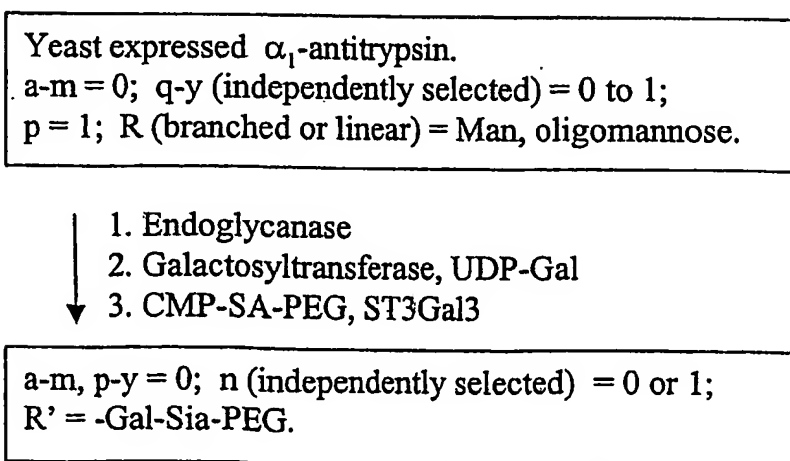 Yeast expressed α₁-antitrypsin.
a-m = 0; q-y (independently selected) = 0 to 1;
p = 1; R (branched or linear) = Man, oligomannose.
1. Endoglycanase
2. Galactosyltransferase, UDP-Gal
3. CMP-SA-PEG, ST3Gal3
a-m, p-y = 0; n (independently selected) = 0 or 1;
R' = -Gal-Sia-PEG.